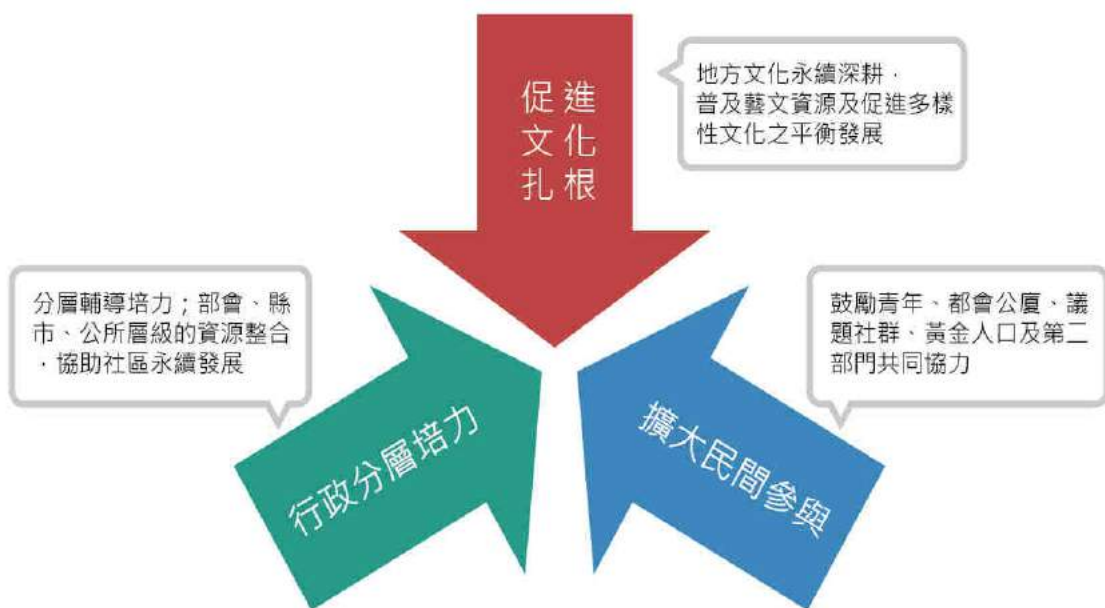 促進
文化
扎根
地方文化永續深耕，
普及藝文資源及促進多樣
性文化之平衡發展
分層輔導培力；部會、縣
市、公所層級的資源整合
，協助社區永續發展
行政分層培力
鼓勵青年、都會公廈、議
題社群、黃金人口及第二
部門共同協力
擴大民間參與